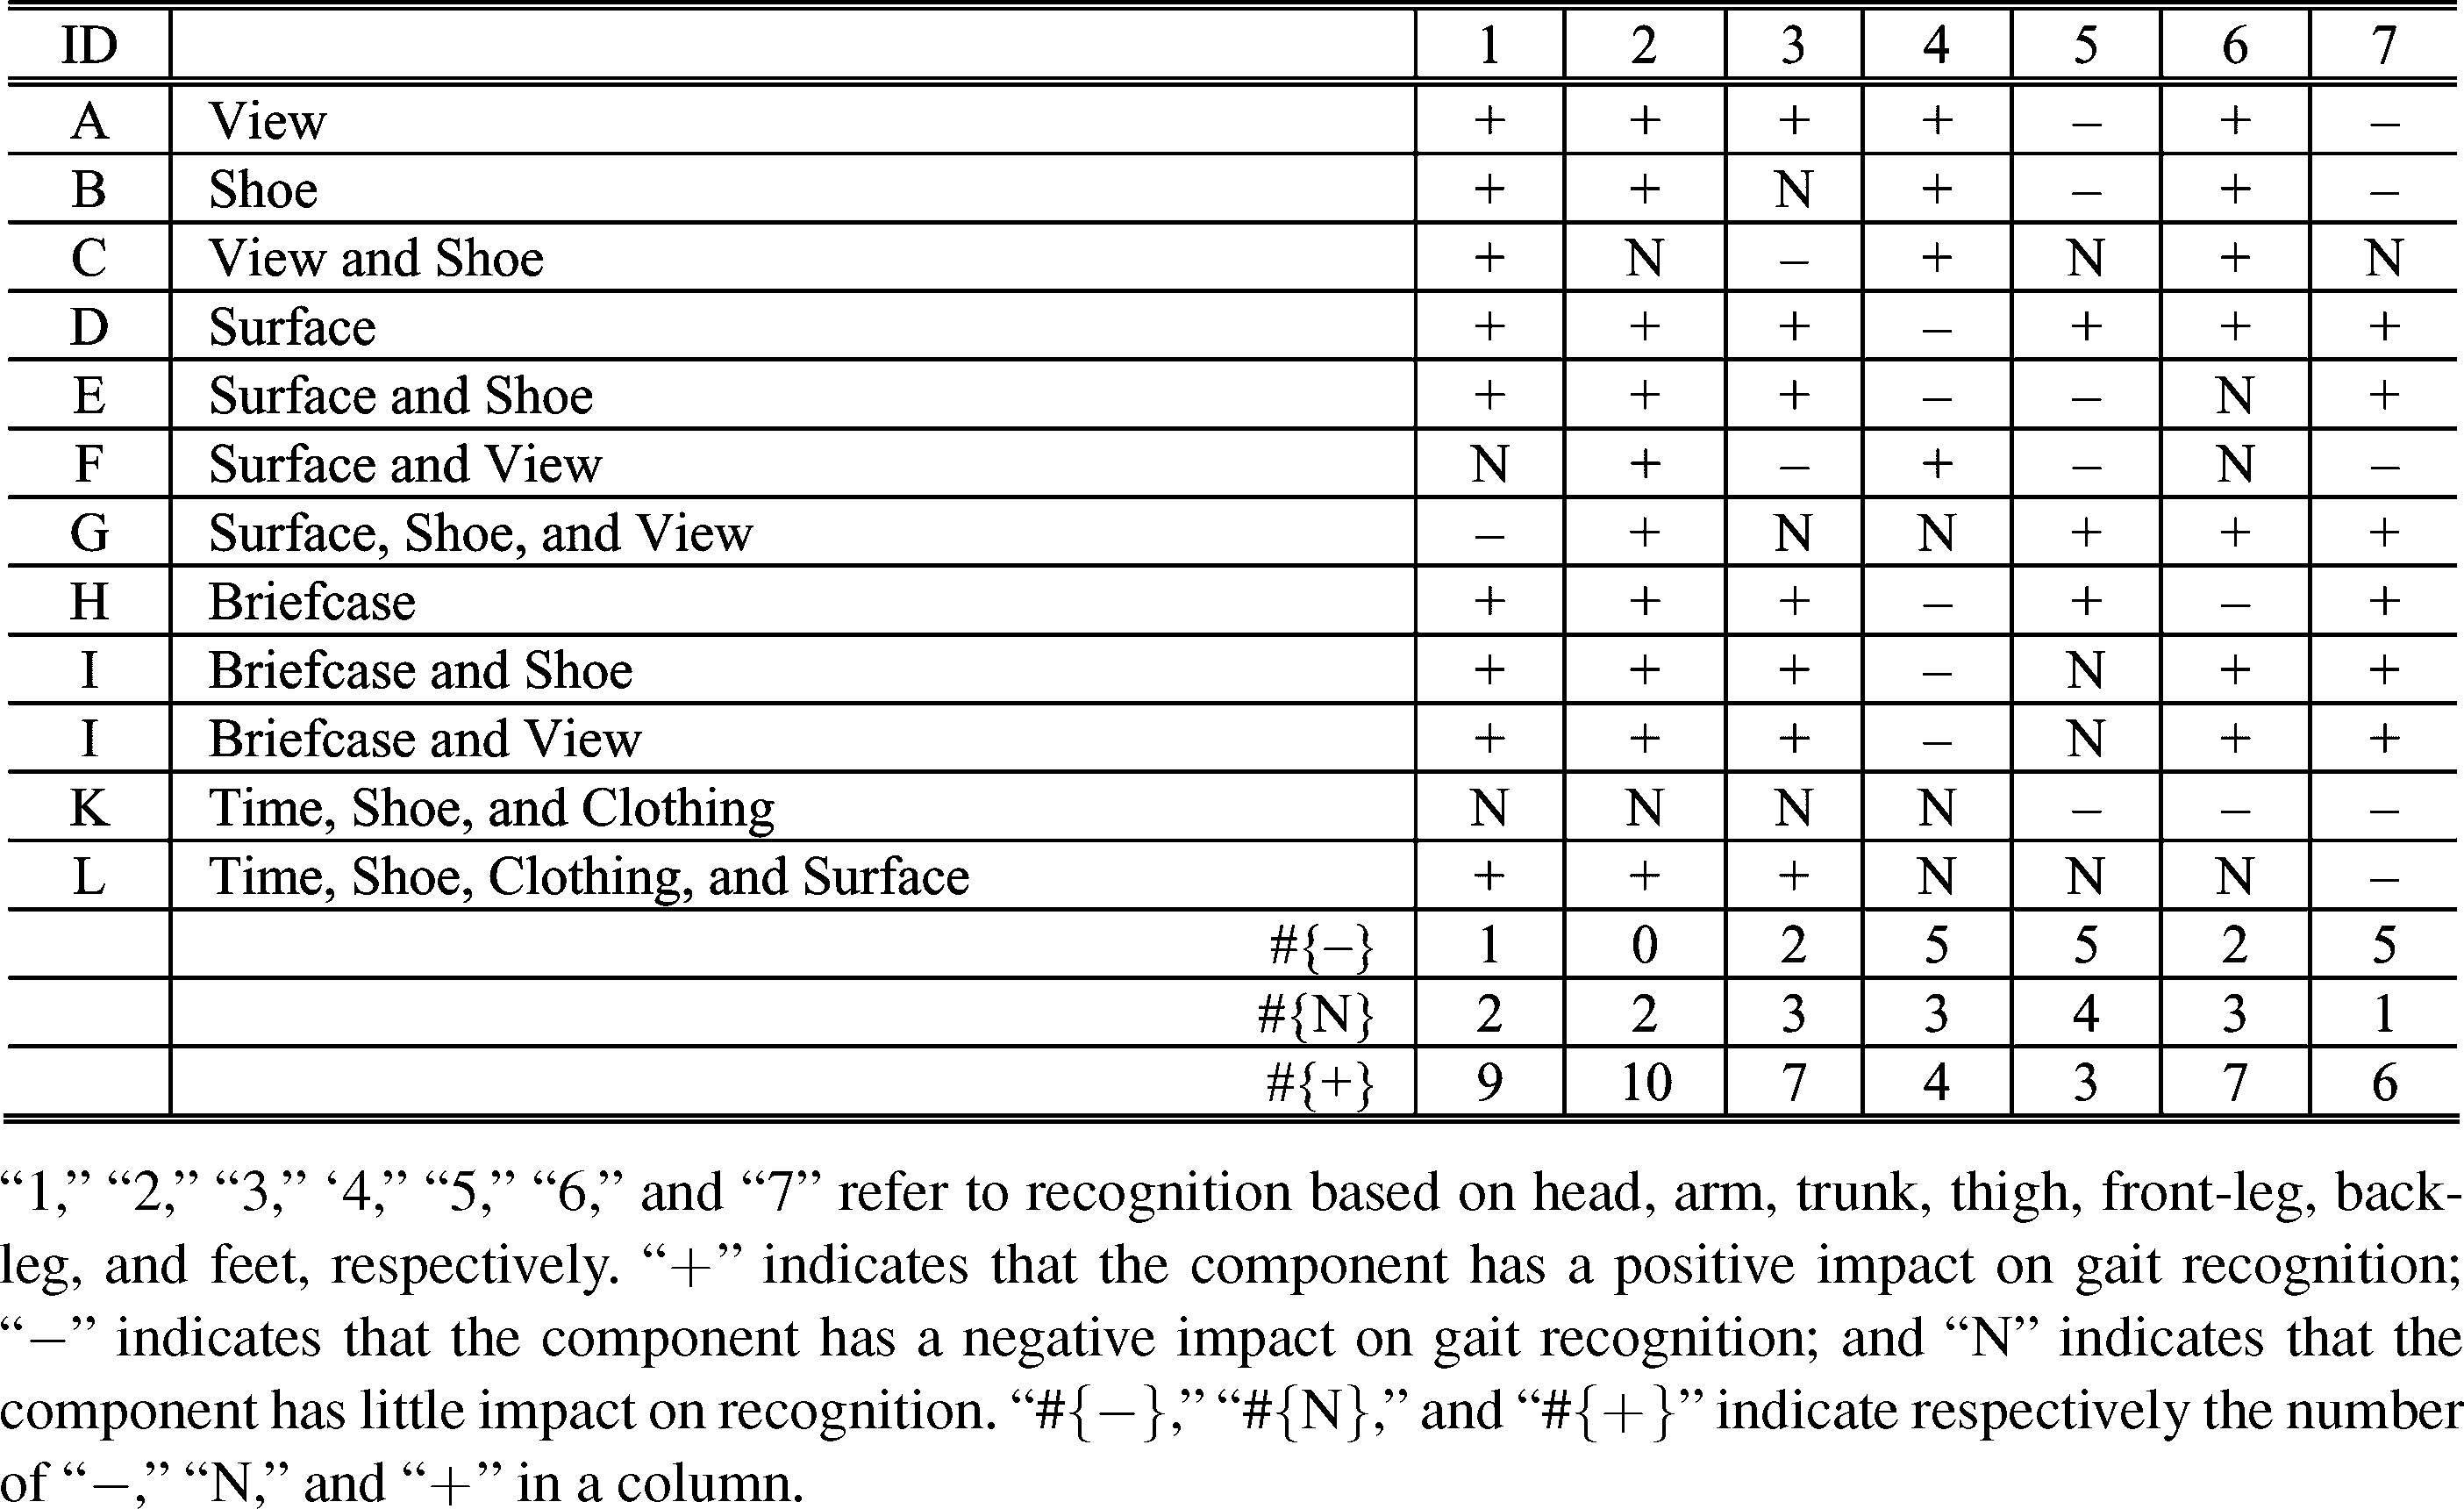 ID 1 2 3 4 5 6 7
A View + + + + – + –
B Shoe + + N + – + –
C View and Shoe + N – + N + N
D Surface + + + – + + +
E Surface and Shoe + + + – – N +
F Surface and View N + – + – N –
G Surface, Shoe, and View – + N N + + +
H Briefcase + + + – + – +
I Briefcase and Shoe + + + – N + +
I Briefcase and View + + + – N + +
K Time, Shoe, and Clothing N N N N – – –
L Time, Shoe, Clothing, and Surface + + + N N N –
#{–} 1 0 2 5 5 2 5
#{N} 2 2 3 3 4 3 1
#{+} 9 10 7 4 3 7 6
“1,” “2,” “3,” ‘4,” “5,” “6,” and “7” refer to recognition based on head, arm, trunk, thigh, front-leg, back-
leg, and feet, respectively. “+” indicates that the component has a positive impact on gait recognition;
“−” indicates that the component has a negative impact on gait recognition; and “N” indicates that the
component has little impact on recognition. “#{−},” “#{N},” and “#{+}” indicate respectively the number
of “−,” “N,” and “+” in a column.